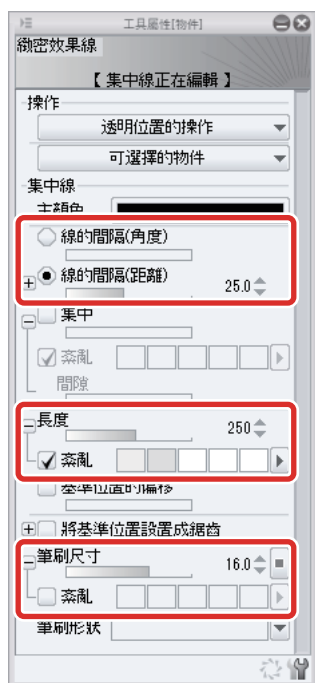 工具屬性[物件]
緻密效果線
【 集中線正在編輯 】
操作
透明位置的操作
可選擇的物件
集中線
主顏色
線的間隔(角度)
線的間隔(距離) 25.0
集中
紊亂
間隙
長度 250
紊亂
基準位置的偏移
將基準位置設置成鋸齒
筆刷尺寸 16.0
紊亂
筆刷形狀